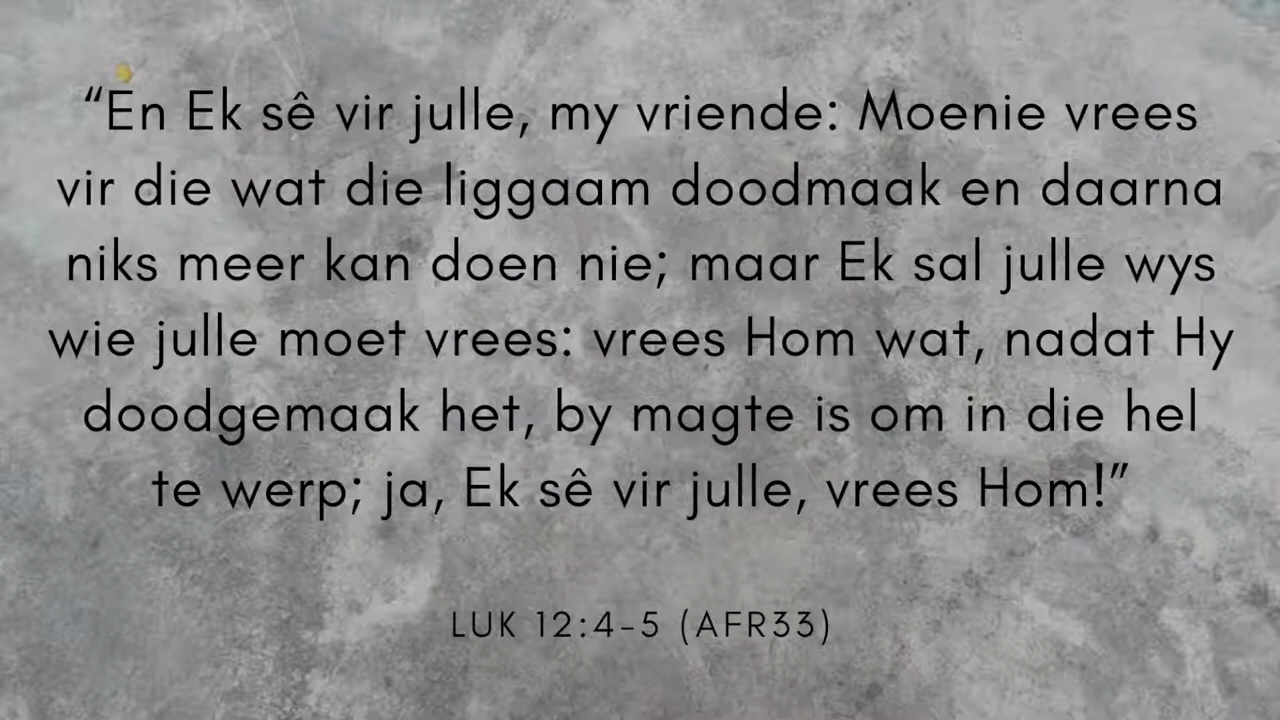 “En Ek sê vir julle, my vriende: Moenie vrees
vir die wat die liggaam doodmaak en daarna
niks meer kan doen nie; maar Ek sal julle wys
wie julle moet vrees: vrees Hom wat, nadat Hy
doodgemaak het, by magte is om in die hel
te werp; ja, Ek sê vir julle, vrees Hom!”
LUK 12:4-5 (AFR33)